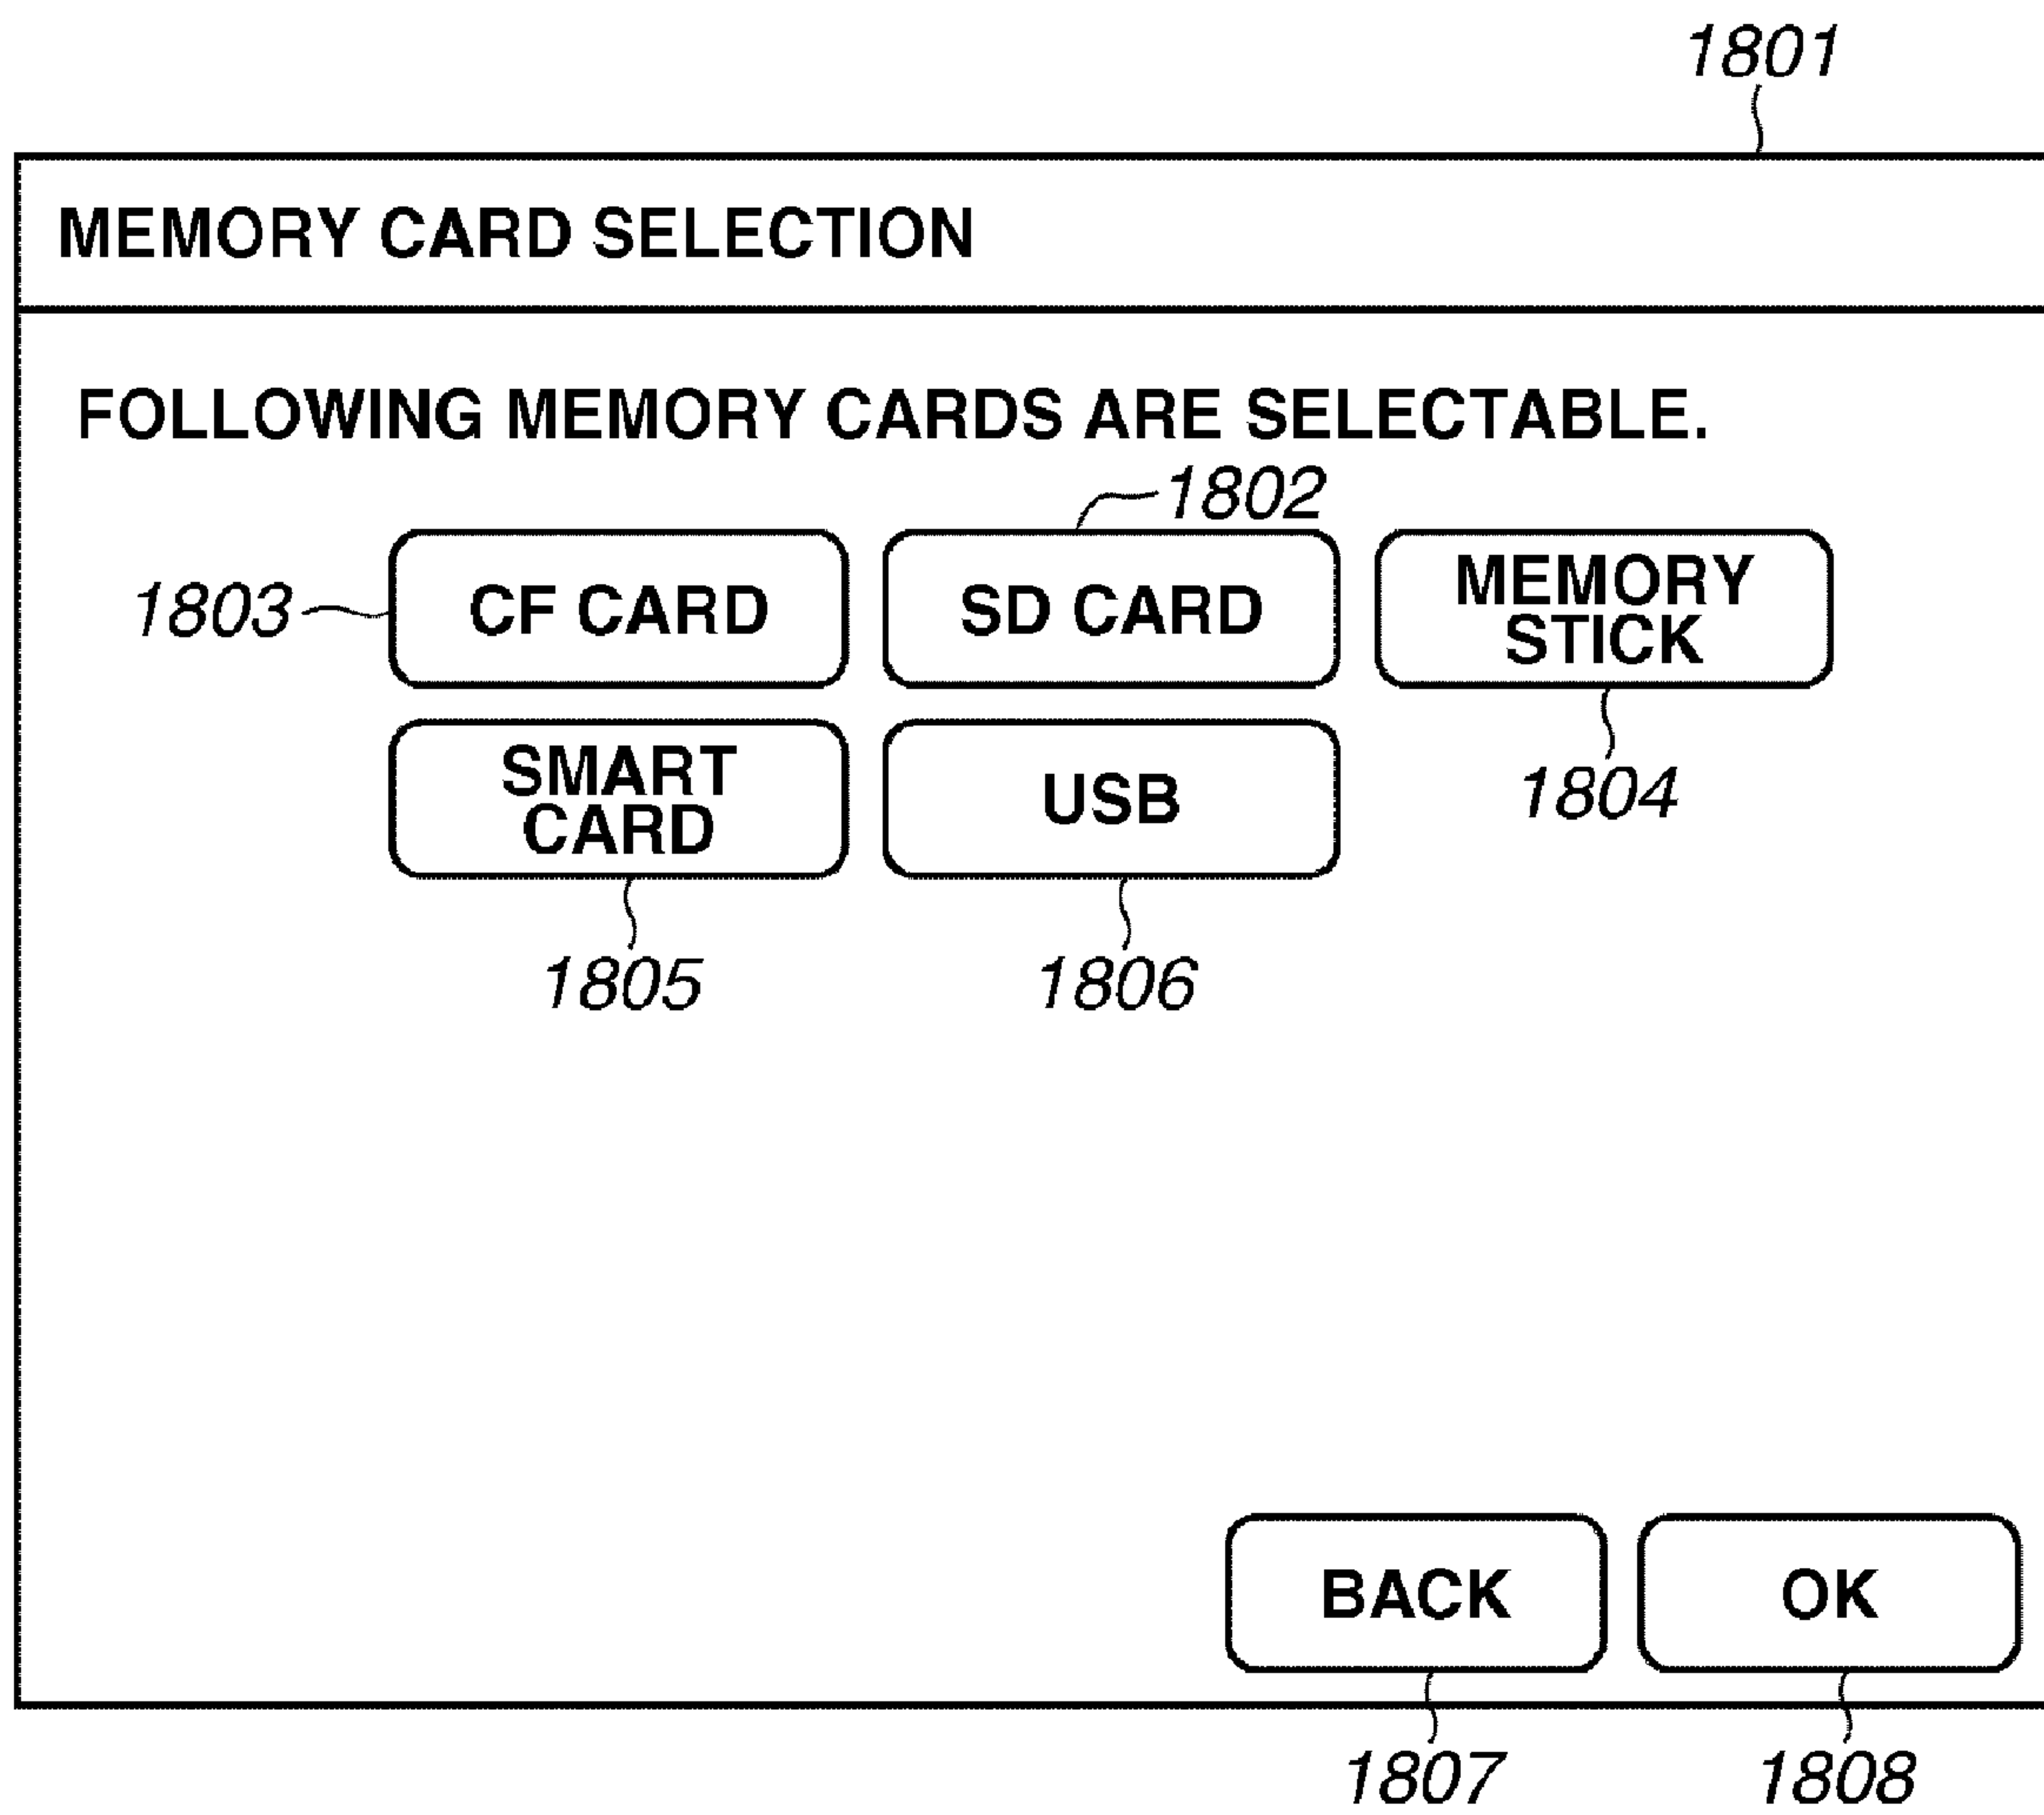 1801
MEMORY CARD SELECTION
FOLLOWING MEMORY CARDS ARE SELECTABLE.
1802
1803
CF CARD
SD CARD
MEMORY
STICK
1804
SMART
CARD
USB
1805
1806
BACK
OK
1807
1808